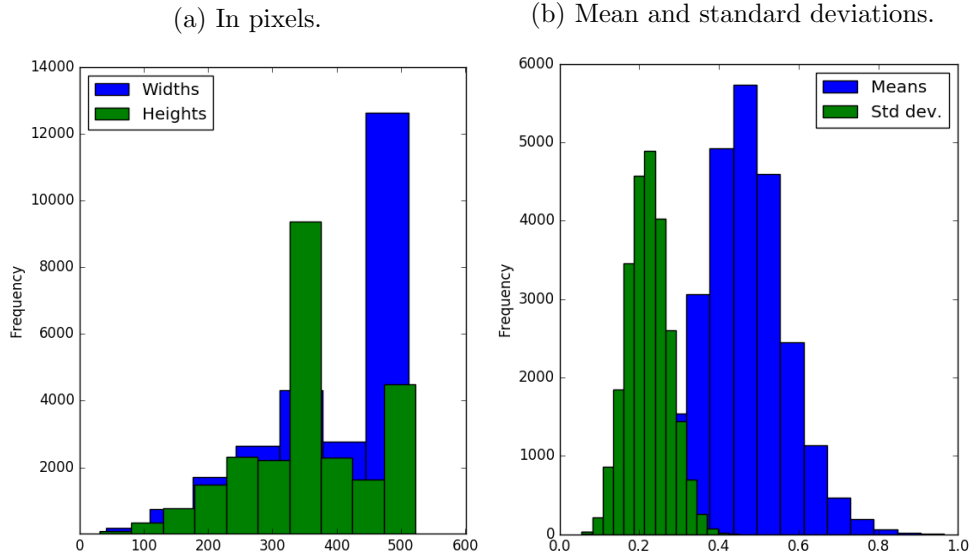 (a) In pixels.
14000
12000
10000
8000
6000
4000
2000
0 100 200 300 400 500 600
Frequency
Widths
Heights
(b) Mean and standard deviations.
6000
5000
4000
3000
2000
1000
0
0.0 0.2 0.4 0.6 0.8 1.0
Frequency
Means
Std dev.